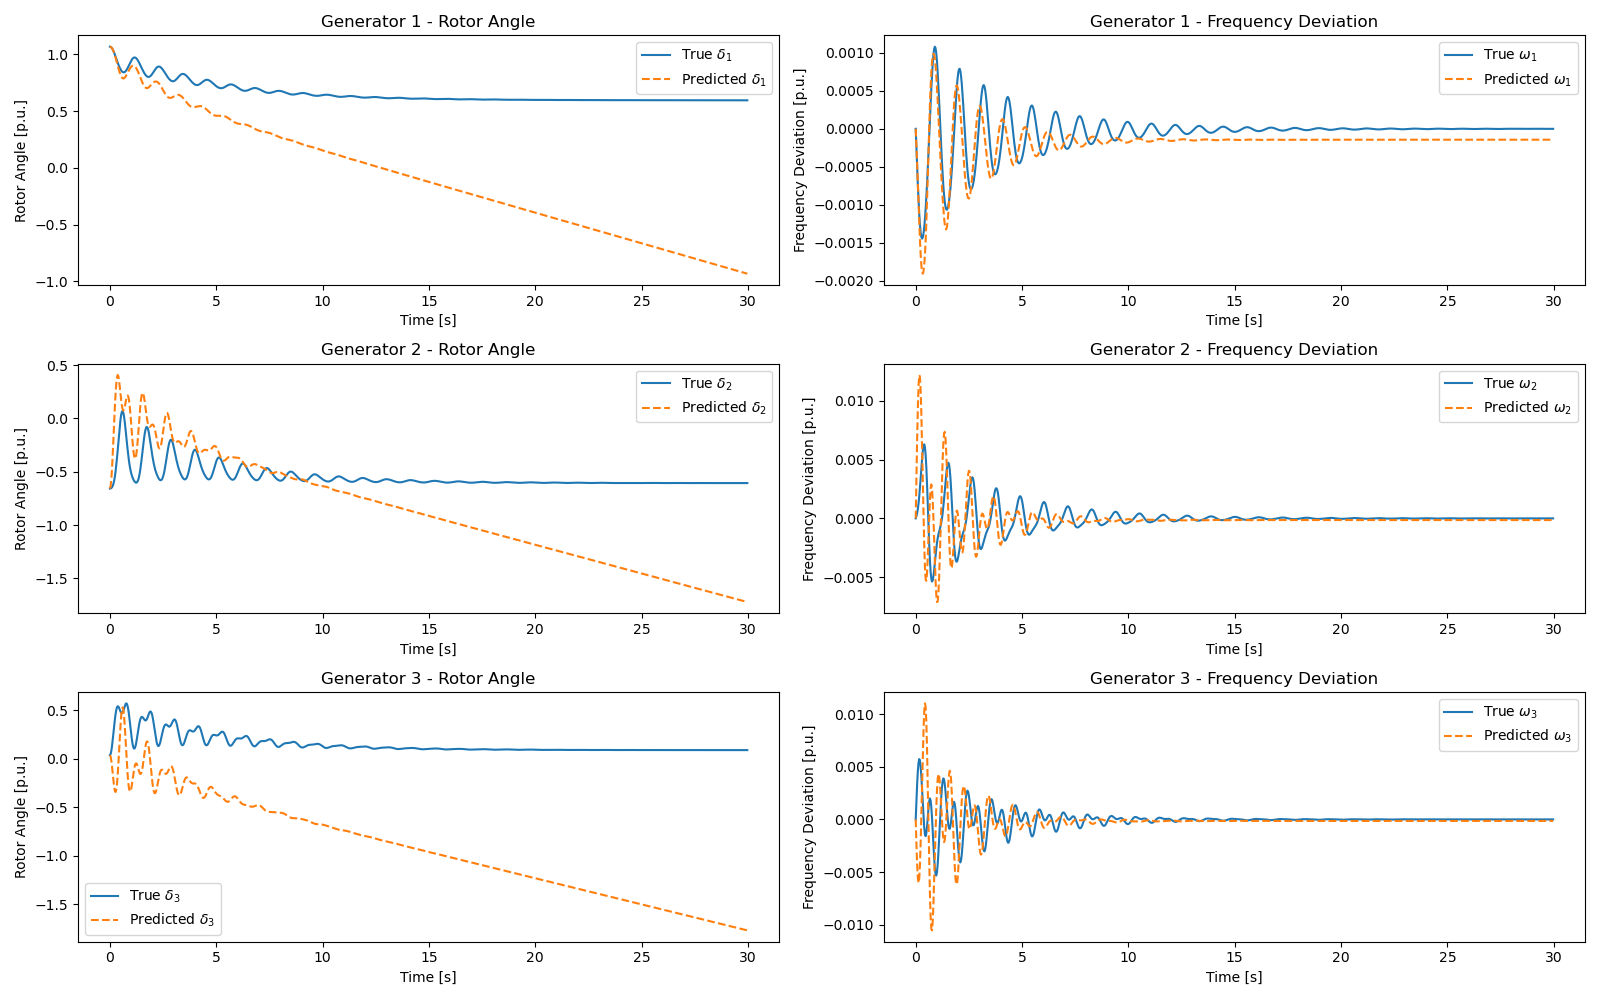 Generator 1 - Rotor Angle
Rotor Angle [p.u.]
1.0
0.5
0.0
−0.5
−1.0
True δ1
Predicted δ1
0 5 10 15 20 25 30
Time [s]
Generator 1 - Frequency Deviation
Frequency Deviation [p.u.]
0.0010
0.0005
0.0000
−0.0005
−0.0010
−0.0015
−0.0020
True ω1
Predicted ω1
0 5 10 15 20 25 30
Time [s]
Generator 2 - Rotor Angle
Rotor Angle [p.u.]
0.5
0.0
−0.5
−1.0
−1.5
True δ2
Predicted δ2
0 5 10 15 20 25 30
Time [s]
Generator 2 - Frequency Deviation
Frequency Deviation [p.u.]
0.010
0.005
0.000
−0.005
True ω2
Predicted ω2
0 5 10 15 20 25 30
Time [s]
Generator 3 - Rotor Angle
Rotor Angle [p.u.]
0.5
0.0
−0.5
−1.0
−1.5
True δ3
Predicted δ3
0 5 10 15 20 25 30
Time [s]
Generator 3 - Frequency Deviation
Frequency Deviation [p.u.]
0.010
0.005
0.000
−0.005
−0.010
True ω3
Predicted ω3
0 5 10 15 20 25 30
Time [s]